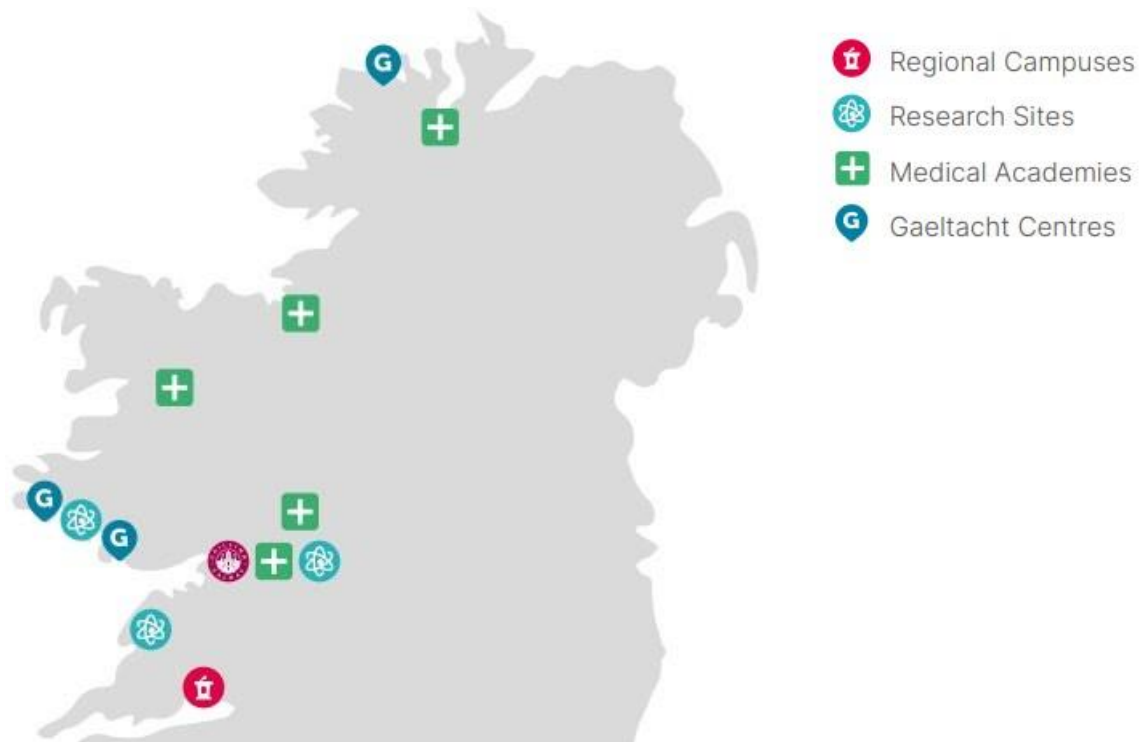 Regional Campuses
Research Sites
Medical Academies
G Gaeltacht Centres
G
G
G